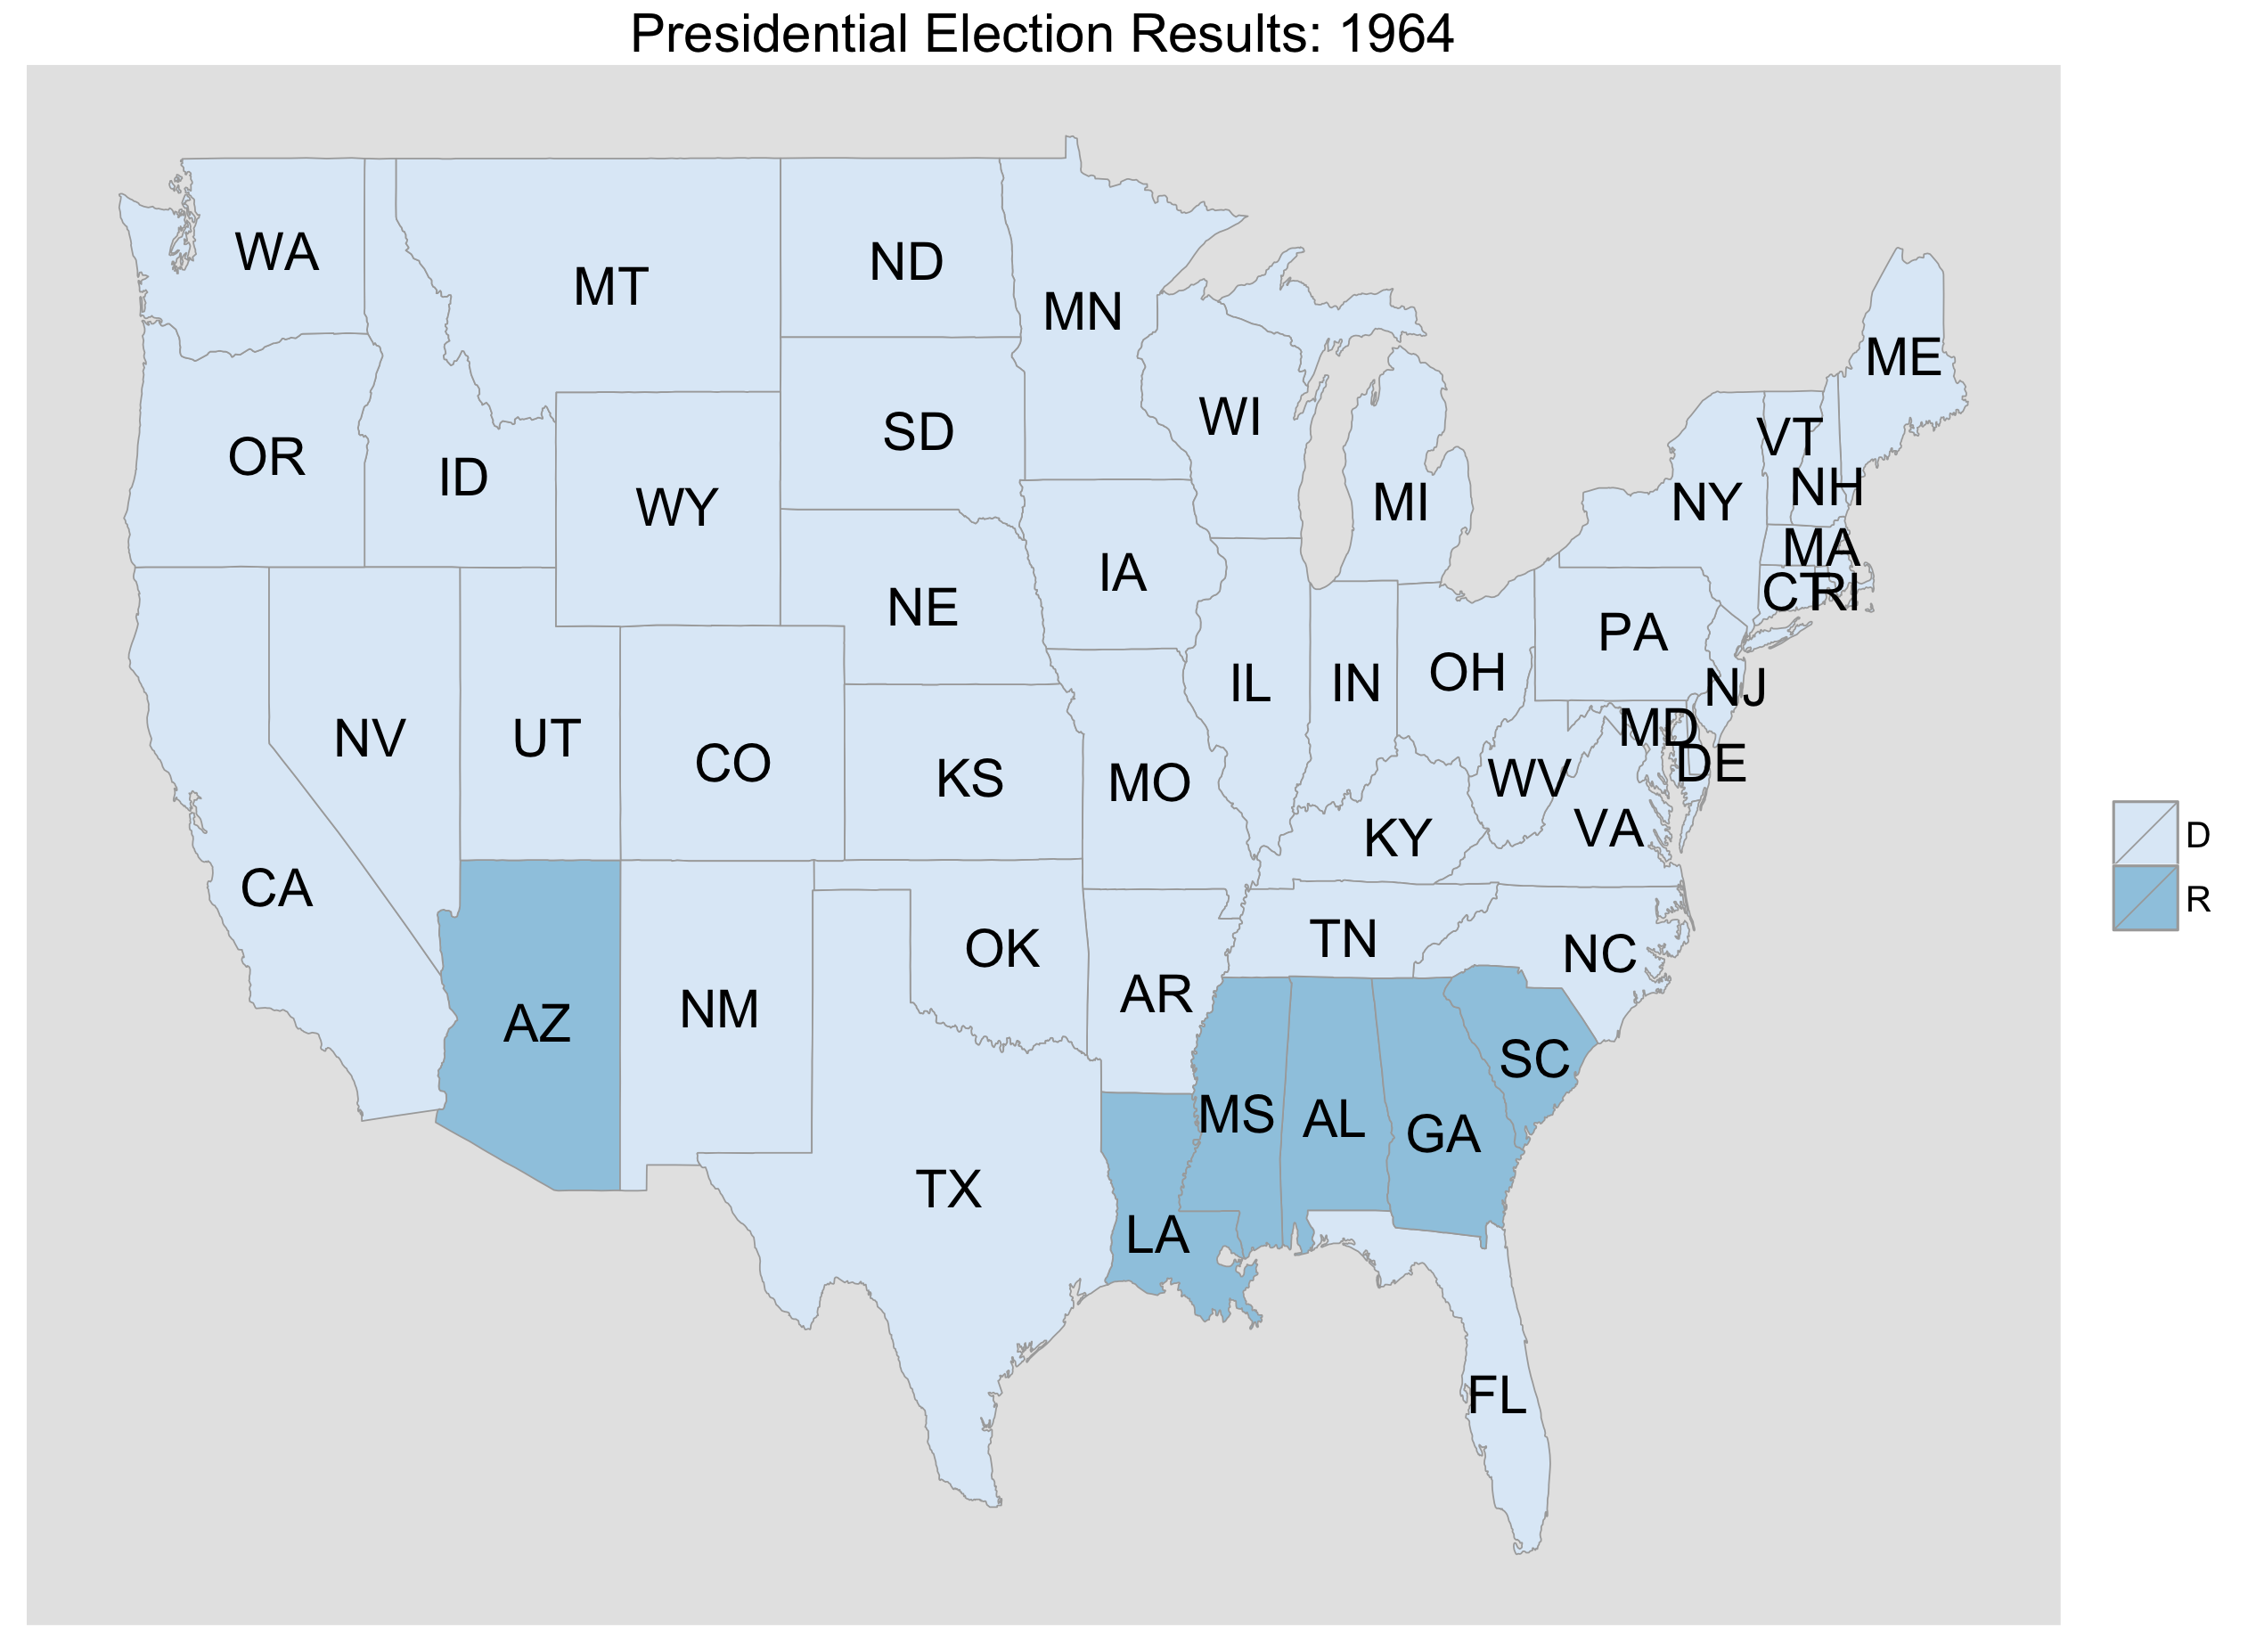 Presidential Election Results: 1964
WA
MT
ND
MN
ME
OR
ID
WY
SD
WI
MI
NY
VT
NH
MA
CT
RI
IA
NE
PA
NJ
NV
UT
CO
KS
MO
IL
IN
OH
MD
DE
WV
VA
KY
D
R
CA
AZ
NM
OK
AR
TN
NC
SC
MS
AL
GA
TX
LA
FL